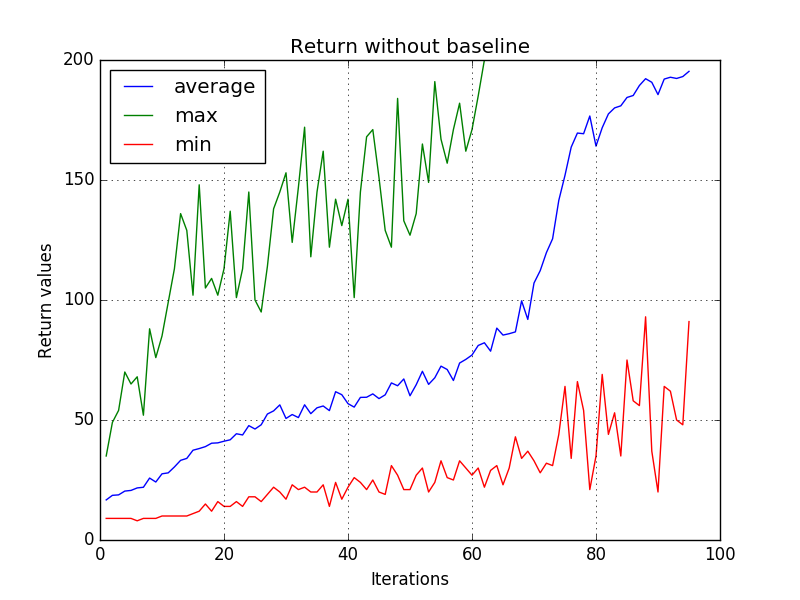 Return without baseline
200
average
max
min
150
100
50
0
Return values
0 20 40 60 80 100
Iterations